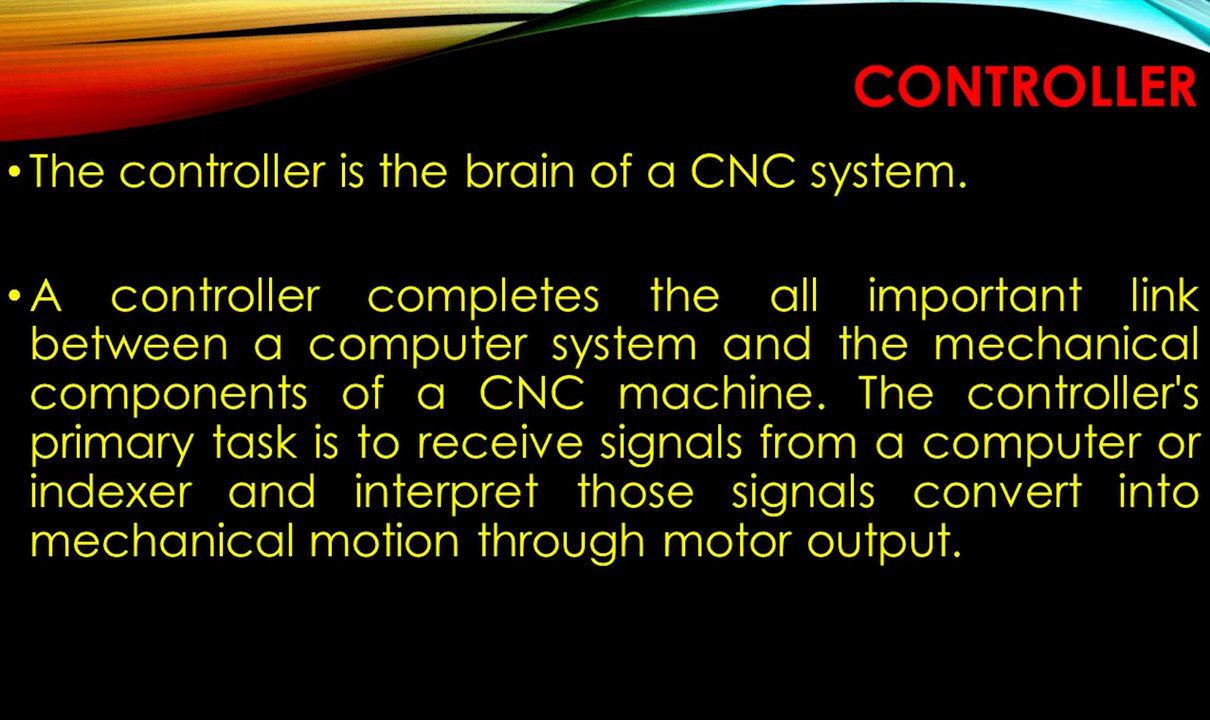 CONTROLLER
•The controller is the brain of a CNC system.
•A controller completes the all important link
between a computer system and the mechanical
components of a CNC machine. The controller's
primary task is to receive signals from a computer or
indexer and interpret those signals convert into
mechanical motion through motor output.